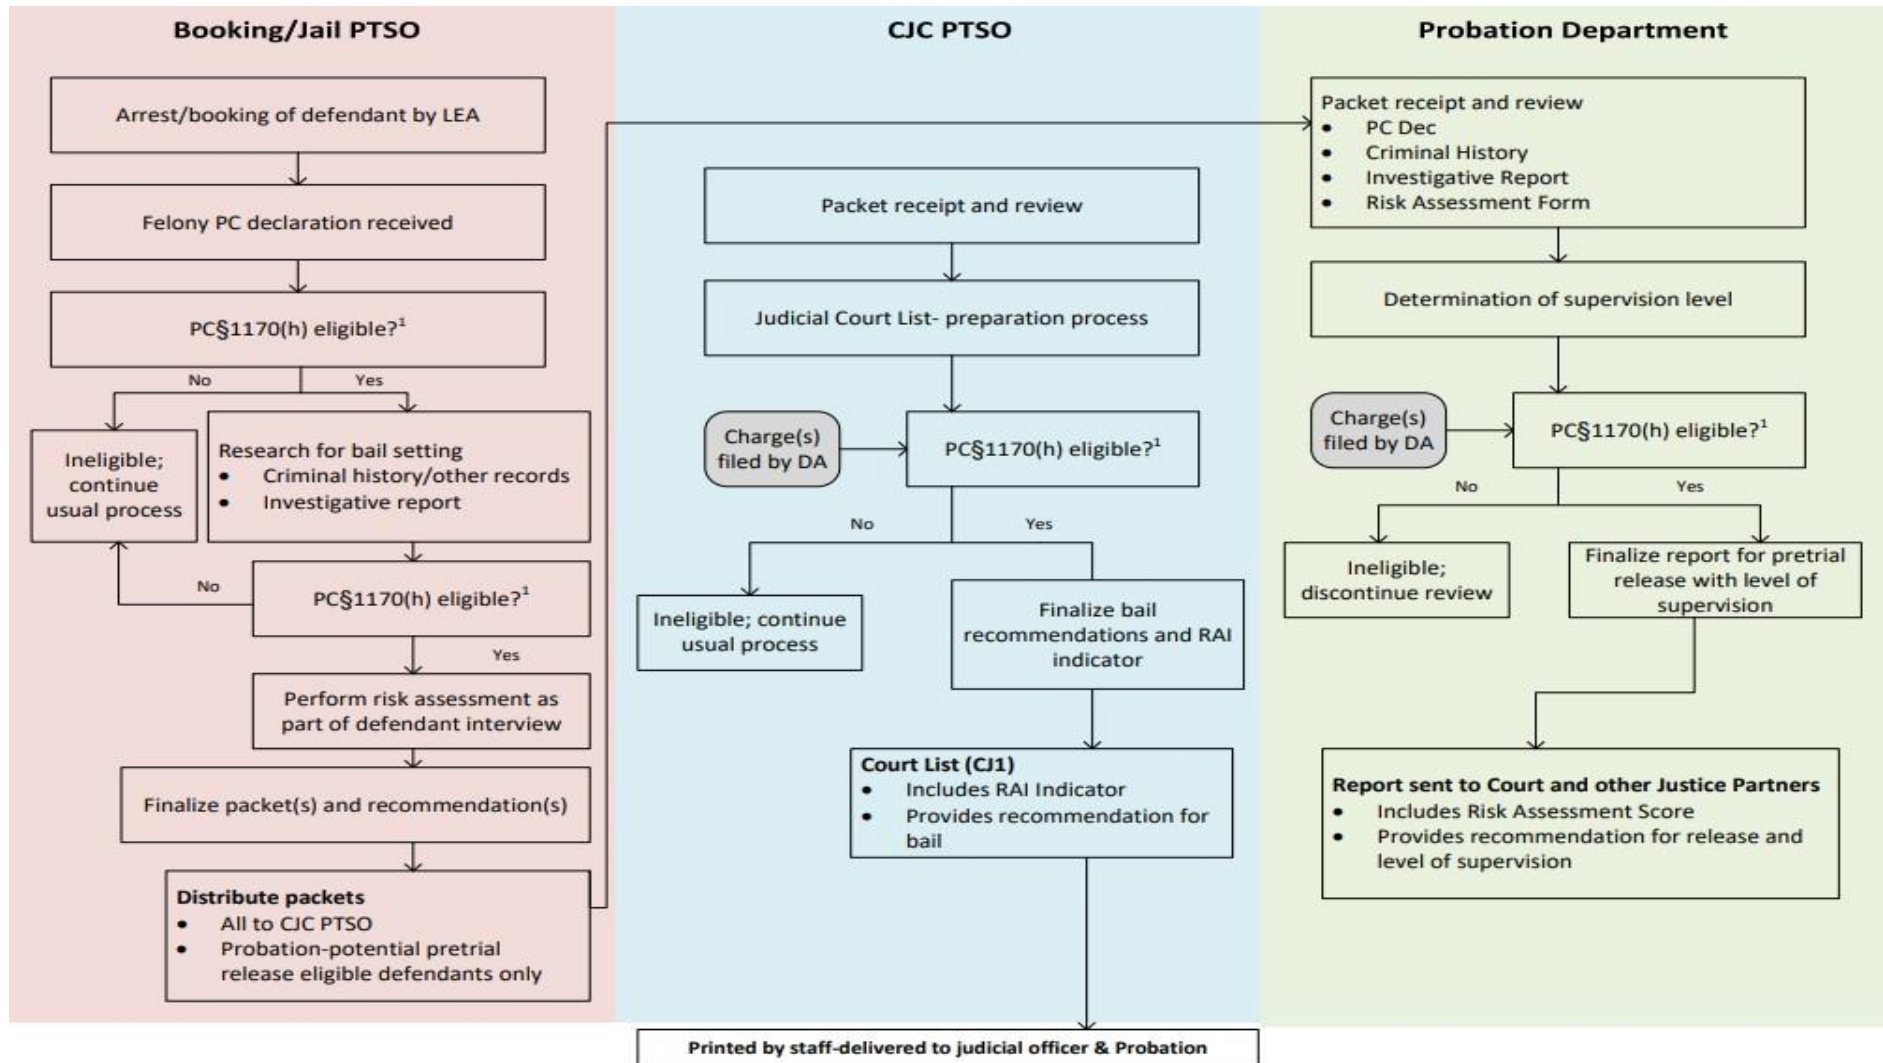 Booking/Jail PTSO
Arrest/booking of defendant by LEA
Felony PC declaration received
PC§1170(h) eligible?¹
No
Yes
Ineligible;
continue
usual process
Research for bail setting
• Criminal history/other records
• Investigative report
No
PC§1170(h) eligible?¹
Yes
Perform risk assessment as
part of defendant interview
Finalize packet(s) and recommendation(s)
Distribute packets
• All to CJC PTSO
• Probation-potential pretrial
release eligible defendants only
CJC PTSO
Packet receipt and review
Judicial Court List- preparation process
Charge(s)
filed by DA
PC§1170(h) eligible?¹
No
Yes
Ineligible; continue
usual process
Finalize bail
recommendations and RAI
indicator
Court List (CJ1)
• Includes RAI Indicator
• Provides recommendation for
bail
Printed by staff-delivered to judicial officer & Probation
Probation Department
Packet receipt and review
• PC Dec
• Criminal History
• Investigative Report
• Risk Assessment Form
Determination of supervision level
Charge(s)
filed by DA
PC§1170(h) eligible?¹
No
Yes
Ineligible;
discontinue review
Finalize report for pretrial
release with level of
supervision
Report sent to Court and other Justice Partners
• Includes Risk Assessment Score
• Provides recommendation for release and
level of supervision